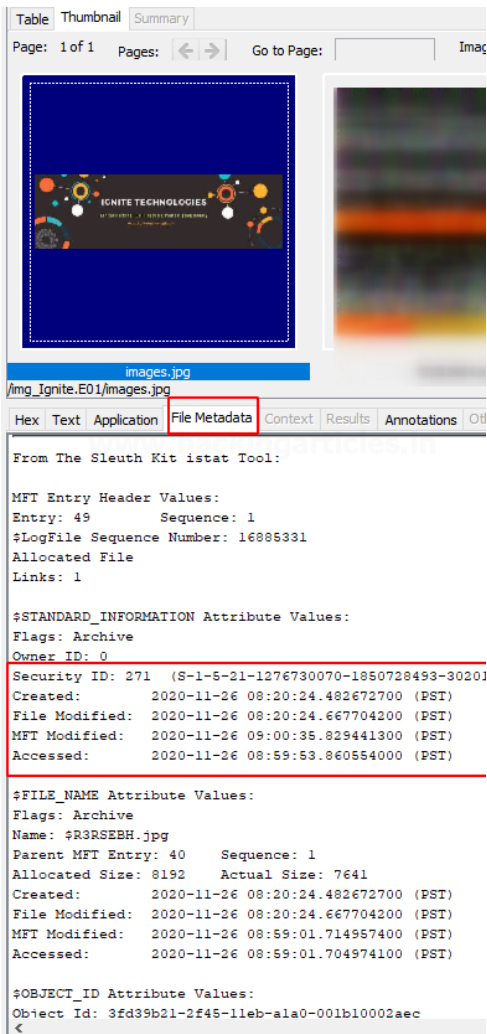 Table Thumbnail Summary
Page: 1 of 1 Pages: Go to Page: Imag
IGNITE TECHNOLOGIES
images.jpg
/img_Ignite.E01/images.jpg
Hex Text Application File Metadata Context Results Annotations Oth
From The Sleuth Kit istat Tool:
MFT Entry Header Values:
Entry: 49 Sequence: 1
$LogFile Sequence Number: 16885331
Allocated File
Links: 1
$STANDARD_INFORMATION Attribute Values:
Flags: Archive
Owner ID: 0
Security ID: 271 (S-1-5-21-1276730070-1850728493-30201
Created: 2020-11-26 08:20:24.482672700 (PST)
File Modified: 2020-11-26 08:20:24.667704200 (PST)
MFT Modified: 2020-11-26 09:00:35.829441300 (PST)
Accessed: 2020-11-26 08:59:53.860554000 (PST)
$FILE_NAME Attribute Values:
Flags: Archive
Name: $R3RSEBH.jpg
Parent MFT Entry: 40 Sequence: 1
Allocated Size: 8192 Actual Size: 7641
Created: 2020-11-26 08:20:24.482672700 (PST)
File Modified: 2020-11-26 08:20:24.667704200 (PST)
MFT Modified: 2020-11-26 08:59:01.714957400 (PST)
Accessed: 2020-11-26 08:59:01.704974100 (PST)
$OBJECT_ID Attribute Values:
Object Id: 3fd39b21-2f45-11eb-a1a0-001b10002aec